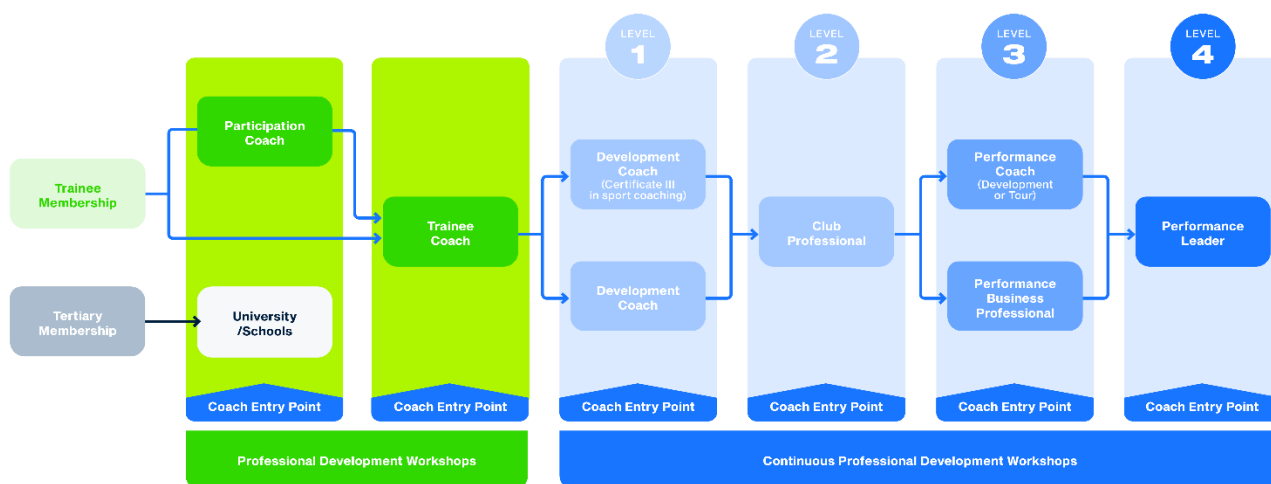 LEVEL
1
LEVEL
2
LEVEL
3
LEVEL
4
Participation
Coach
Trainee
Membership
Trainee
Coach
Development
Coach
(Certificate III
in sport coaching)
Club
Professional
Performance
Coach
(Development
or Tour)
Performance
Leader
Tertiary
Membership
University
/Schools
Development
Coach
Performance
Business
Professional
Coach Entry Point
Coach Entry Point
Coach Entry Point
Coach Entry Point
Coach Entry Point
Coach Entry Point
Professional Development Workshops
Continuous Professional Development Workshops